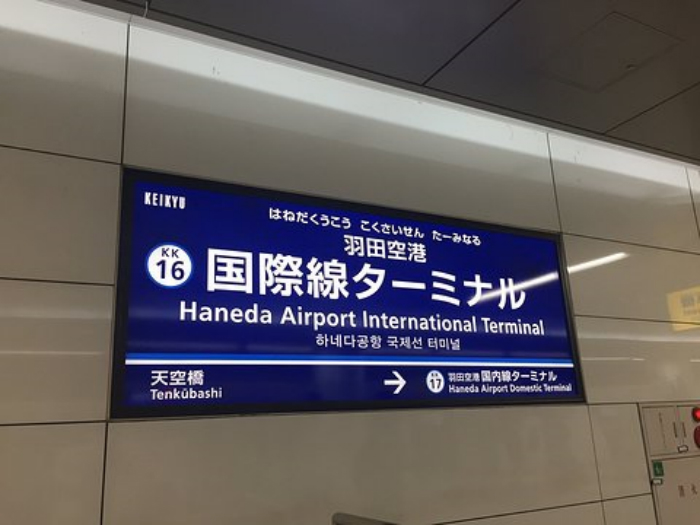 KEIKYU
はねだくうこう こくさいせん たーみなる
羽田空港
KK
16
国際線ターミナル
Haneda Airport International Terminal
하네다공항 국제선 터미널
天空橋
Tenkūbashi
→
KK
17
羽田空港 国内線ターミナル
Haneda Airport Domestic Terminal